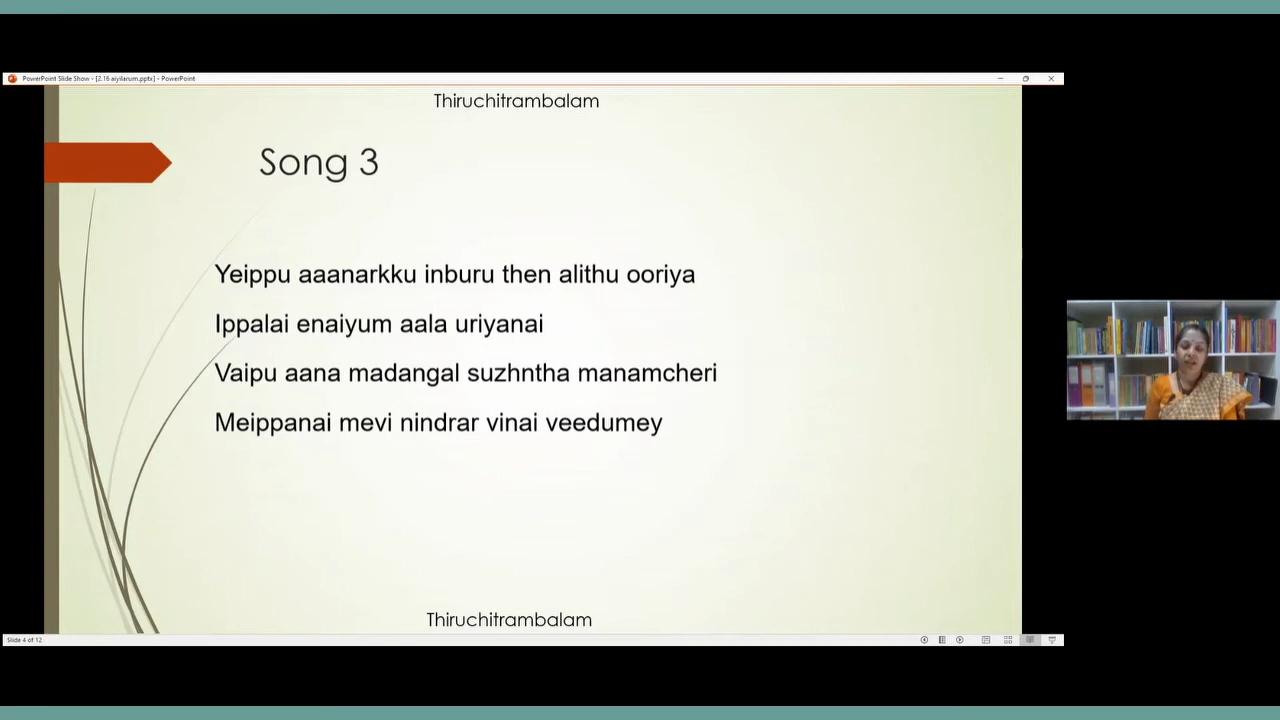 PowerPoint Slide Show - [2.16 aiyilarum.pptx] - PowerPoint
Thiruchitrambalam
Song 3
Yeippu aaanarkku inburu then alithu ooriya
Ippalai enaiyum aala uriyanai
Vaipu aana madangal suzhntha manamcheri
Meippanai mevi nindrar vinai veedumey
Thiruchitrambalam
Slide 4 of 12